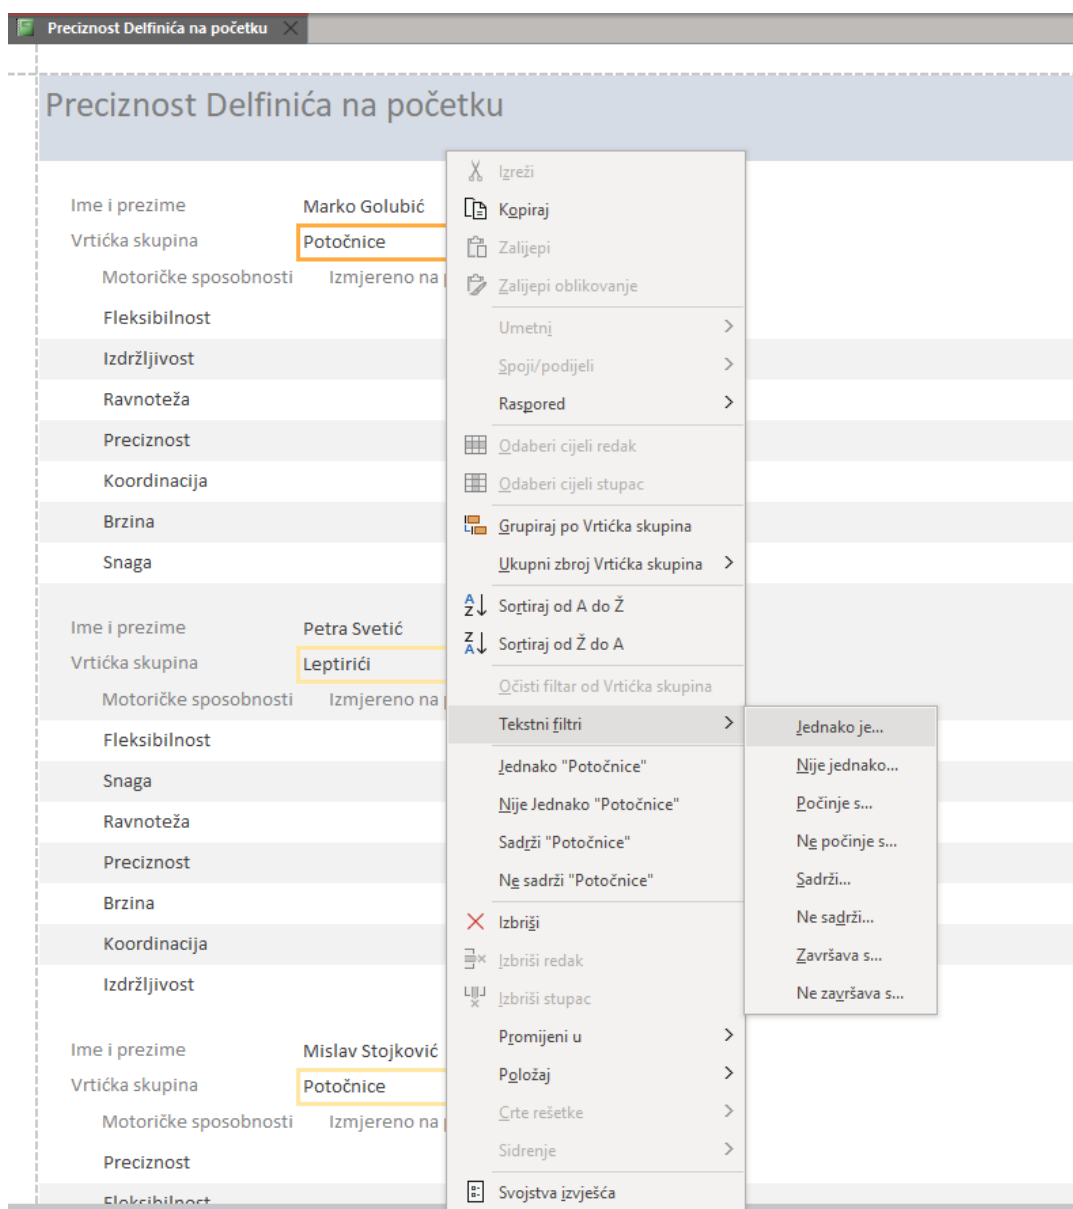 Preciznost Delfinića na početku
Preciznost Delfinića na početku
Ime i prezime Marko Golubić
Vrtićka skupina Potočnice
Motoričke sposobnosti Izmjereno na
Fleksibilnost
Izdržljivost
Ravnoteža
Preciznost
Koordinacija
Brzina
Snaga
Ime i prezime Petra Svetić
Vrtićka skupina Leptirići
Motoričke sposobnosti Izmjereno na
Fleksibilnost
Snaga
Ravnoteža
Preciznost
Brzina
Koordinacija
Izdržljivost
Ime i prezime Mislav Stojković
Vrtićka skupina Potočnice
Motoričke sposobnosti Izmjereno na
Preciznost
Fleksibilnost
Izreži
Kopiraj
Zalijepi
Zalijepi oblikovanje
Umetni
Spoji/podijeli
Raspored
Odaberi cijeli redak
Odaberi cijeli stupac
Grupiraj po Vrtićka skupina
Ukupni zbroj Vrtićka skupina
Sortiraj od A do Ž
Sortiraj od Ž do A
Očisti filtar od Vrtićka skupina
Tekstni filtri
Jednako "Potočnice"
Nije Jednako "Potočnice"
Sadrži "Potočnice"
Ne sadrži "Potočnice"
Izbriši
Izbriši redak
Izbriši stupac
Promijeni u
Položaj
Crte rešetke
Sidrenje
Svojstva izvješća
Jednako je...
Nije jednako...
Počinje s...
Ne počinje s...
Sadrži...
Ne sadrži...
Završava s...
Ne završava s...